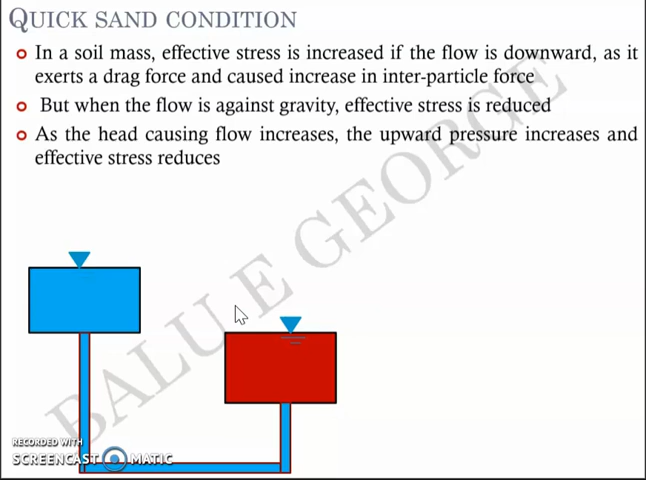 QUICK SAND CONDITION
In a soil mass, effective stress is increased if the flow is downward, as it
exerts a drag force and caused increase in inter-particle force
But when the flow is against gravity, effective stress is reduced
As the head causing flow increases, the upward pressure increases and
effective stress reduces
BALU E GEORGE
RECORDED WITH
SCREENCAST MATIC